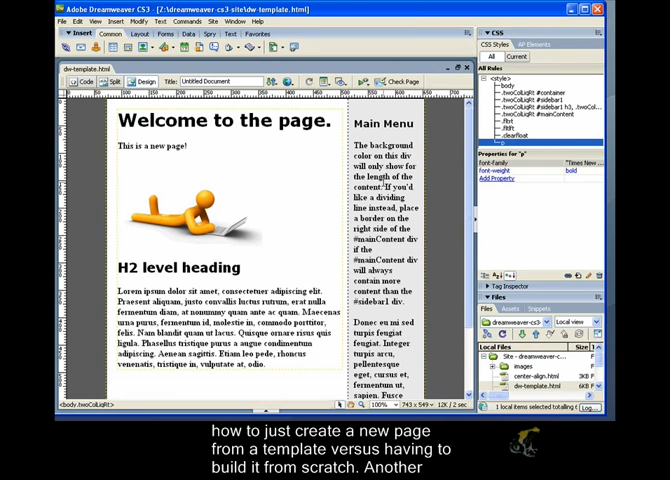 Adobe Dreamweaver CS3 - [Z:\dreamweaver-cs3-site\dw-template.html]
File Edit View Insert Modify Text Commands Site Window Help
Insert Common Layout Forms Data Spry Text Favorites
dw-template.html
Code Split Design Title: Untitled Document Check Page
Welcome to the page.
This is a new page!
H2 level heading
Lorem ipsum dolor sit amet, consectetuer adipiscing elit.
Praesent aliquam, justo convallis luctus rutrum, erat nulla
fermentum diam, at nonummy quam ante ac quam. Maecenas
urna purus, fermentum id, molestie in, commodo porttitor,
felis. Nam blandit quam ut lacus. Quisque ornare risus quis
ligula. Phasellus tristique purus a augue condimentum
adipiscing. Aenean sagittis. Etiam leo pede, rhoncus
venenatis, tristique in, vulputate at, odio.
Main Menu
The background
color on this div
will only show for
the length of the
content. If you'd
like a dividing
line instead, place
a border on the
right side of the
#mainContent div
if the
#mainContent div
will always
contain more
content than the
#sidebar1 div.
Donec eu mi sed
turpis feugiat
feugiat. Integer
turpis arcu,
pellentesque
eget, cursus et,
fermentum ut,
sapien. Fusce
<body.twoColLiqRt>
100% 743 x 549 12K / 2 sec
CSS
CSS Styles AP Elements
All Current
All Rules
<style>
body
.twoColLiqRt #container
.twoColLiqRt #sidebar1
.twoColLiqRt #sidebar1 h3, .twoCo...
.twoColLiqRt #mainContent
.fltrt
.fltlft
.clearfloat
p
Properties for "p"
font-family "Times New
font-weight bold
Add Property
Tag Inspector
Files
Files Assets Snippets
dreamweaver-cs3- Local view
Local Files Size
Site - dreamweaver-c...
images
center-align.html 3KB
dw-template.html 6KB
1 local items selected totalling Log...
how to just create a new page
from a template versus having to
build it from scratch. Another